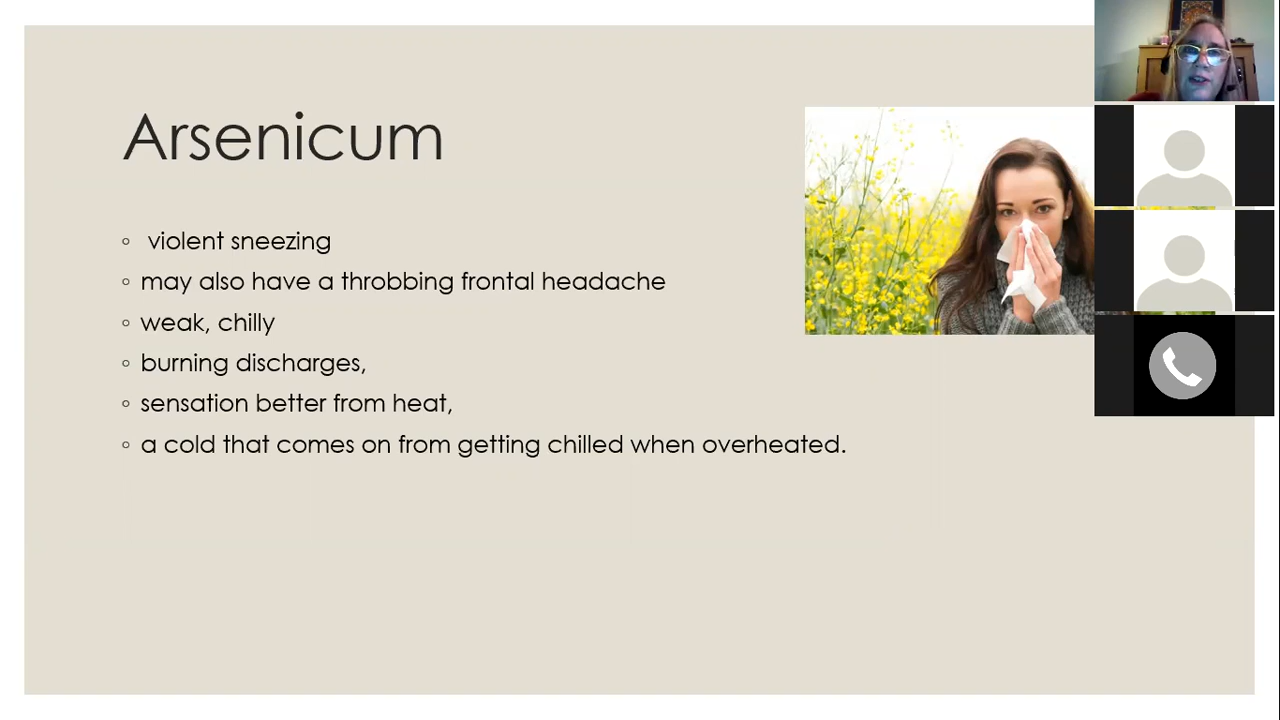 Arsenicum
◦ violent sneezing
◦ may also have a throbbing frontal headache
◦ weak, chilly
◦ burning discharges,
◦ sensation better from heat,
◦ a cold that comes on from getting chilled when overheated.